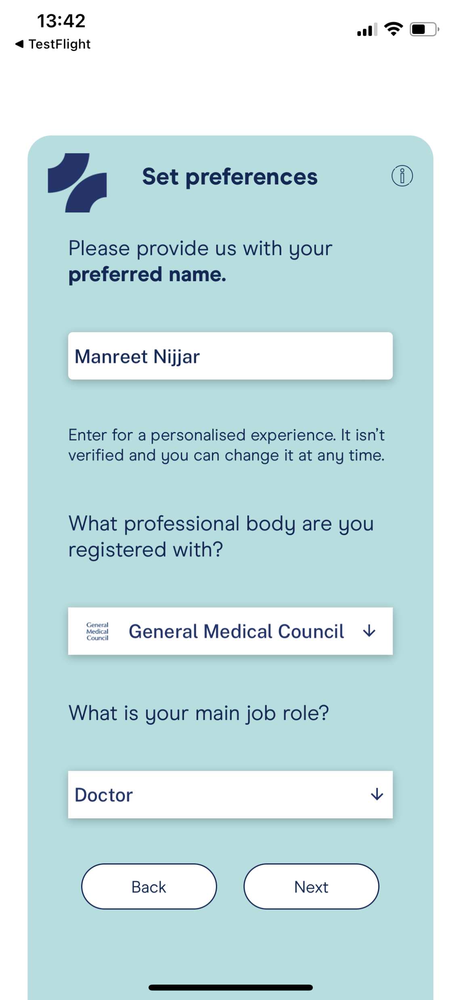 13:42
◀ TestFlight
Set preferences
Please provide us with your
preferred name.
Manreet Nijjar
Enter for a personalised experience. It isn’t
verified and you can change it at any time.
What professional body are you
registered with?
General
Medical
Council
General Medical Council
What is your main job role?
Doctor
Back
Next